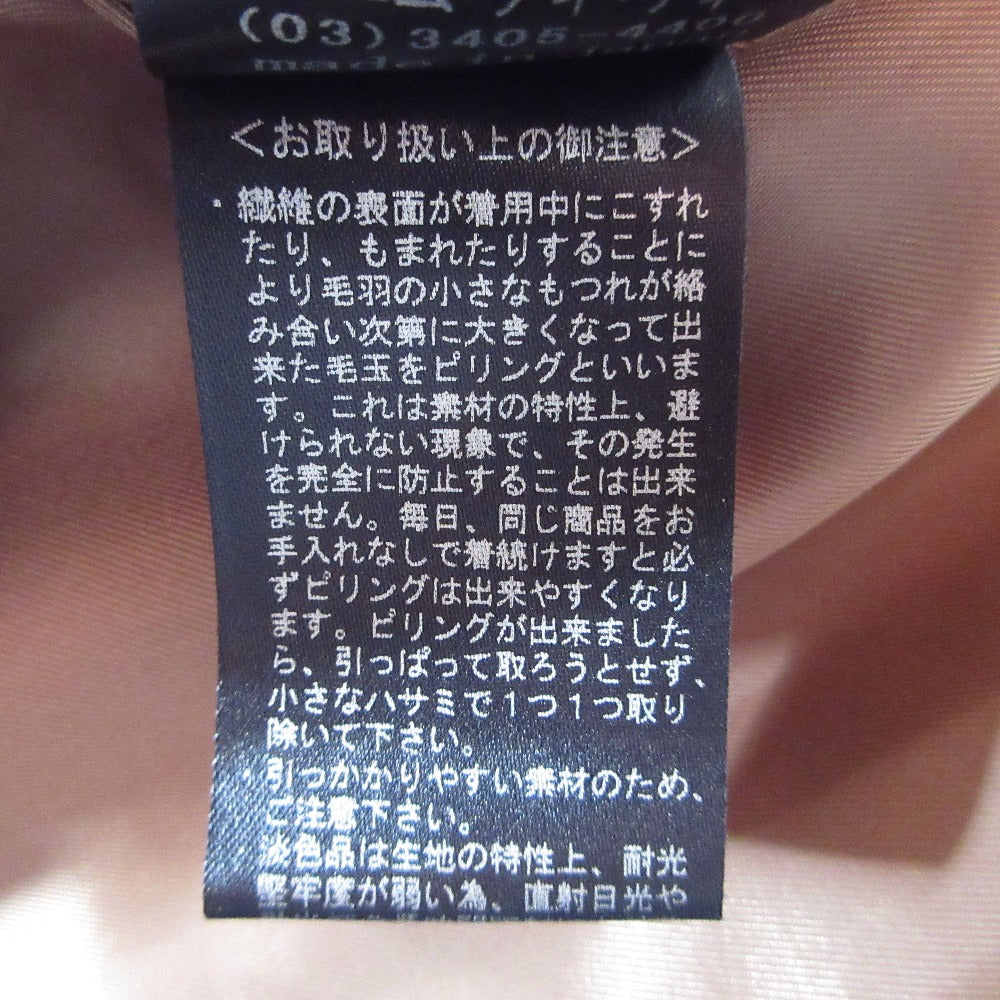 (03)3405-4400
made in
<お取り扱い上の御注意>
・繊維の表面が着用中にこすれ
たり、もまれたりすることに
より毛羽の小さなもつれが絡
み合い次第に大きくなって出
来た毛玉をピリングといいま
す。これは素材の特性上、避
けられない現象で、その発生
を完全に防止することは出来
ません。毎日、同じ商品をお
手入れなしで着続けますと必
ずピリングは出来やすくなり
ます。ピリングが出来ました
ら、引っぱって取ろうとせず、
小さなハサミで1つ1つ取り
除いて下さい。
・引っかかりやすい素材のため、
ご注意下さい。
淡色品は生地の特性上、耐光
堅牢度が弱い為、直射日光や